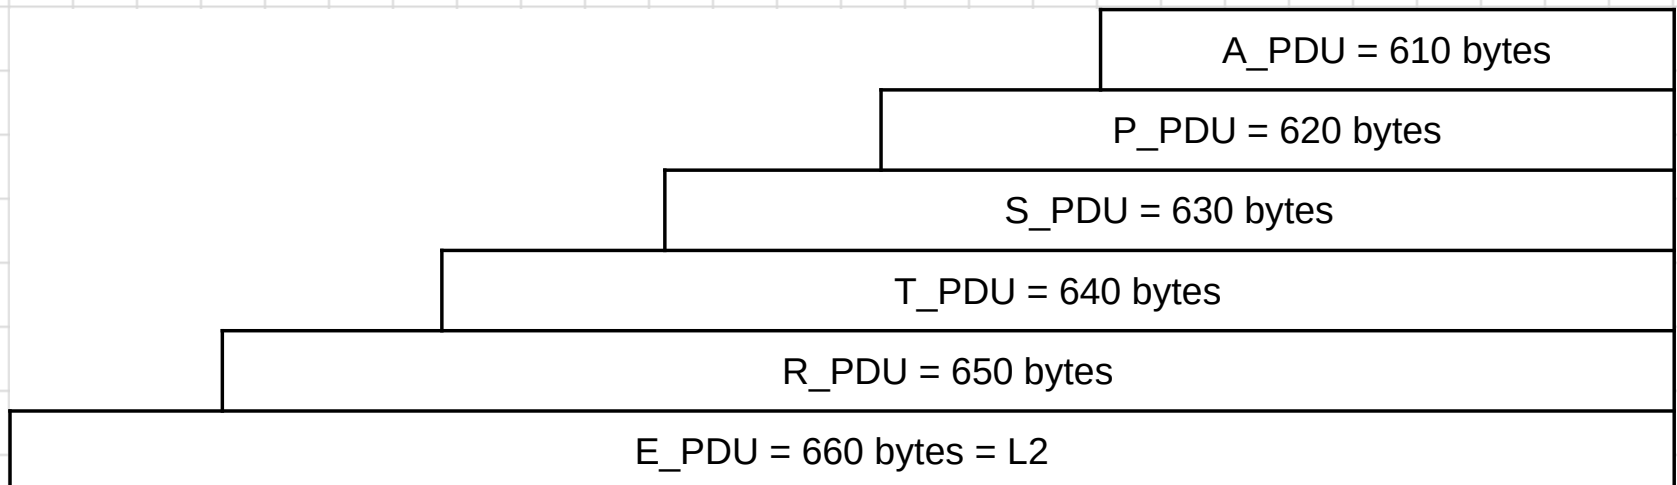 A_PDU = 610 bytes
P_PDU = 620 bytes
S_PDU = 630 bytes
T_PDU = 640 bytes
R_PDU = 650 bytes
E_PDU = 660 bytes = L2